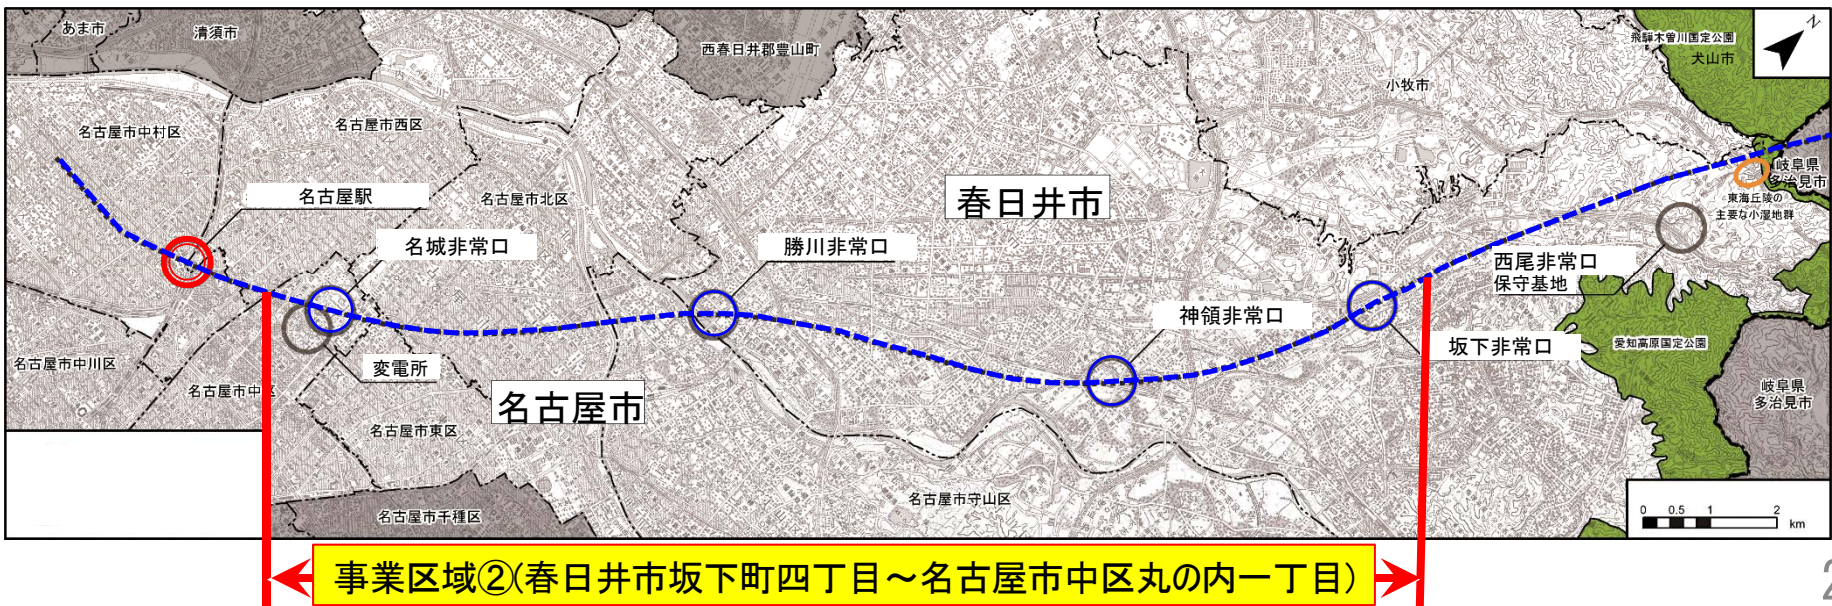 あま市
清須市
西春日井郡豊山町
飛騨木曽川国定公園
犬山市
N
小牧市
名古屋市中村区
名古屋市西区
名古屋駅
名古屋市北区
春日井市
岐阜県
多治見市
東海丘陵の
主要な小湿地群
名城非常口
勝川非常口
西尾非常口
保守基地
神領非常口
坂下非常口
愛知高原国定公園
名古屋市中川区
変電所
名古屋市中区
名古屋市
名古屋市東区
岐阜県
多治見市
名古屋市守山区
名古屋市千種区
0 0.5 1 2
km
事業区域②(春日井市坂下町四丁目～名古屋市中区丸の内一丁目)
2